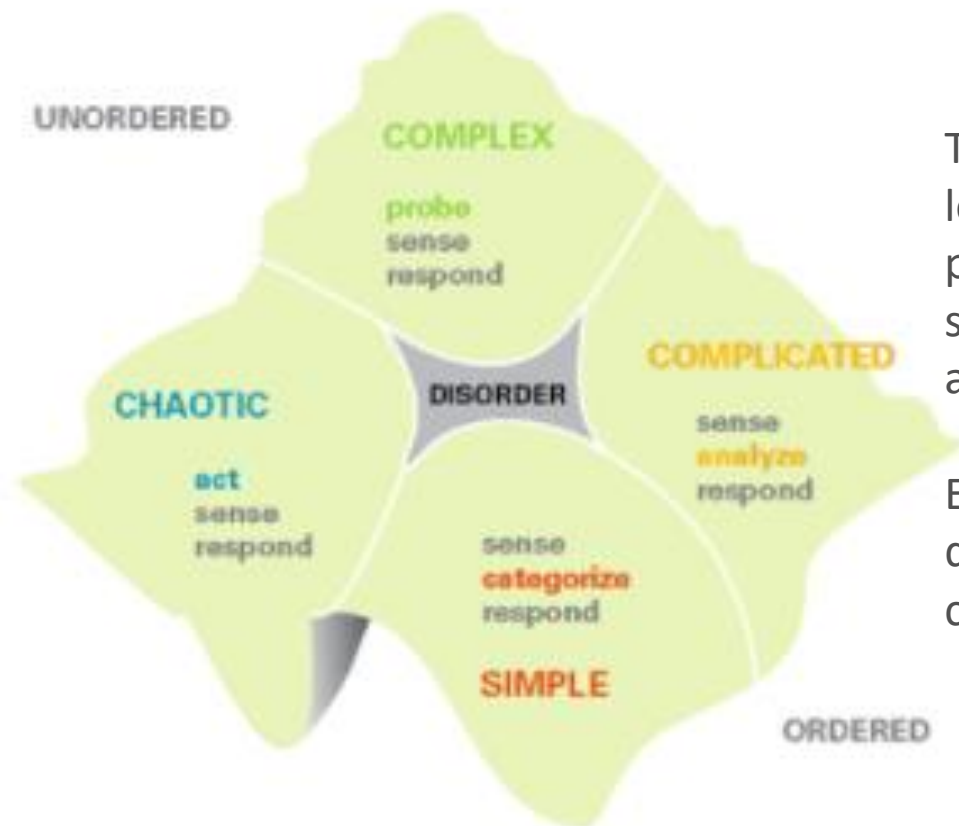 UNORDERED
COMPLEX
probe
sense
respond
COMPLICATED
sense
analyze
respond
DISORDER
CHAOTIC
act
sense
respond
sense
categorize
respond
SIMPLE
ORDERED